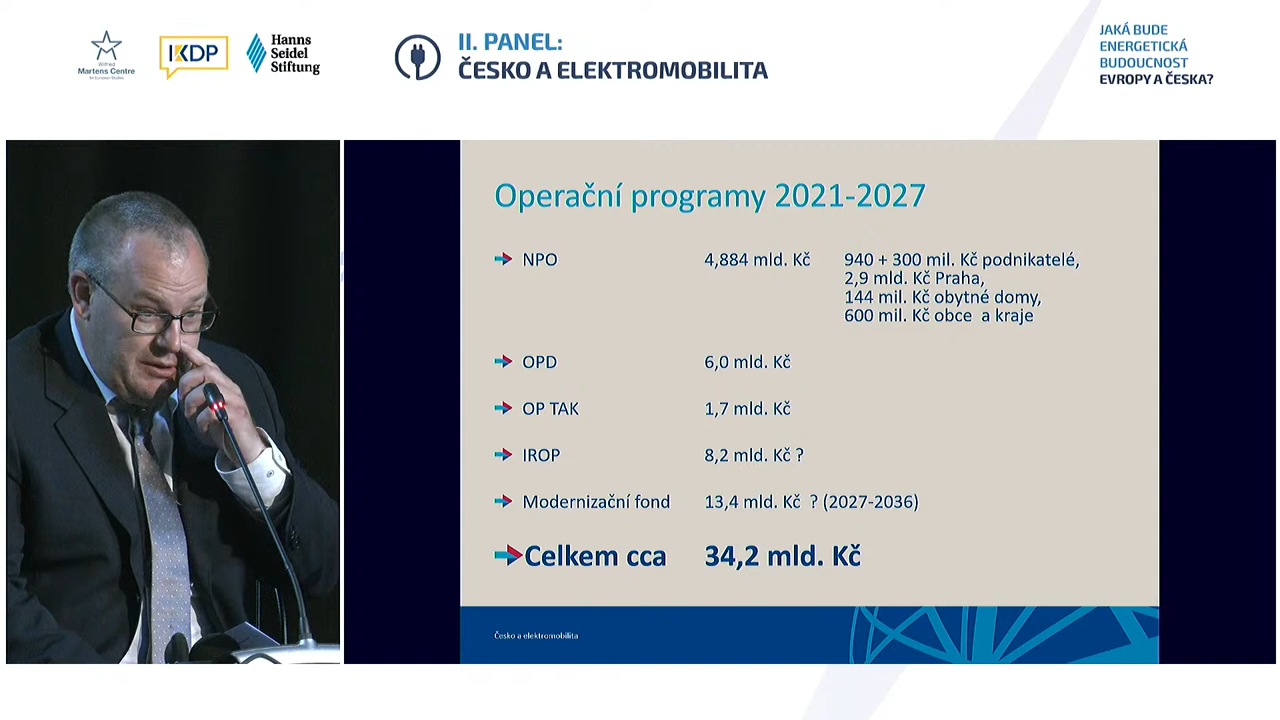 Wilfried
Martens Centre
for European Studies
IKDP
Hanns
Seidel
Stiftung
II. PANEL:
ČESKO A ELEKTROMOBILITA
JAKÁ BUDE
ENERGETICKÁ
BUDOUCNOST
EVROPY A ČESKA?
Operační programy 2021-2027
NPO 4,884 mld. Kč 940 + 300 mil. Kč podnikatelé,
2,9 mld. Kč Praha,
144 mil. Kč obytné domy,
600 mil. Kč obce a kraje
OPD 6,0 mld. Kč
OP TAK 1,7 mld. Kč
IROP 8,2 mld. Kč ?
Modernizační fond 13,4 mld. Kč ? (2027-2036)
Celkem cca 34,2 mld. Kč
Česko a elektromobilita